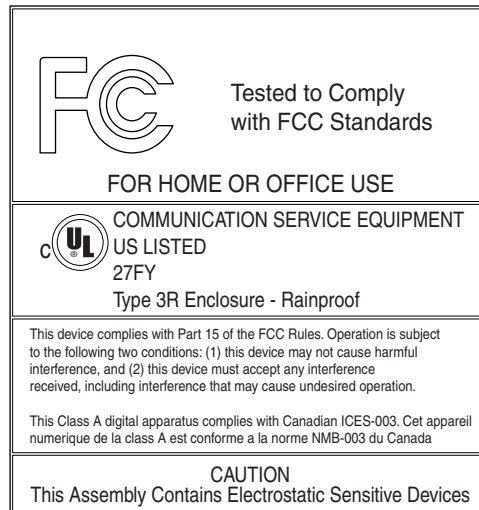 FCC
Tested to Comply
with FCC Standards
FOR HOME OR OFFICE USE
COMMUNICATION SERVICE EQUIPMENT
C UL ® US LISTED
27FY
Type 3R Enclosure - Rainproof
This device complies with Part 15 of the FCC Rules. Operation is subject
to the following two conditions: (1) this device may not cause harmful
interference, and (2) this device must accept any interference
received, including interference that may cause undesired operation.
This Class A digital apparatus complies with Canadian ICES-003. Cet appareil
numerique de la class A est conforme a la norme NMB-003 du Canada
CAUTION
This Assembly Contains Electrostatic Sensitive Devices